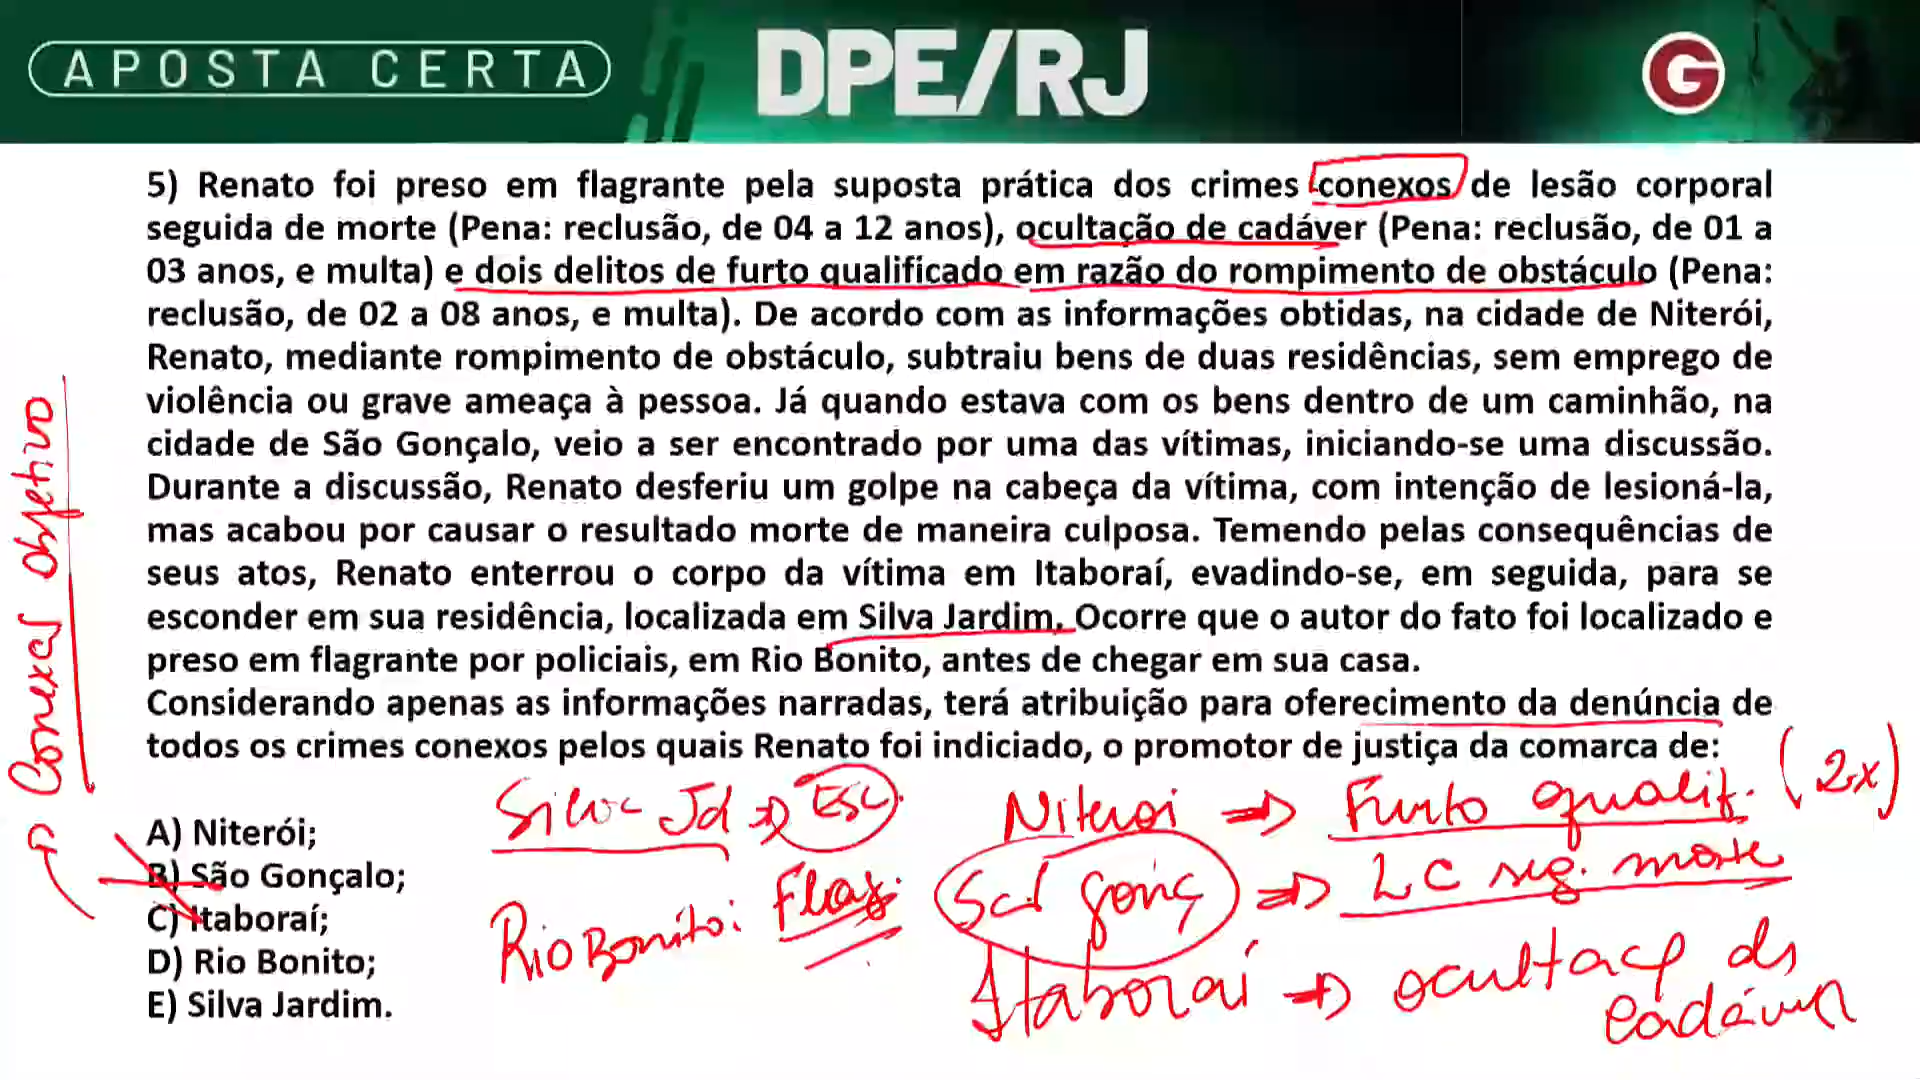 APOSTA CERTA
DPE/RJ
G
5) Renato foi preso em flagrante pela suposta prática dos crimes conexos de lesão corporal
seguida de morte (Pena: reclusão, de 04 a 12 anos), ocultação de cadáver (Pena: reclusão, de 01 a
03 anos, e multa) e dois delitos de furto qualificado em razão do rompimento de obstáculo (Pena:
reclusão, de 02 a 08 anos, e multa). De acordo com as informações obtidas, na cidade de Niterói,
Renato, mediante rompimento de obstáculo, subtraiu bens de duas residências, sem emprego de
violência ou grave ameaça à pessoa. Já quando estava com os bens dentro de um caminhão, na
cidade de São Gonçalo, veio a ser encontrado por uma das vítimas, iniciando-se uma discussão.
Durante a discussão, Renato desferiu um golpe na cabeça da vítima, com intenção de lesioná-la,
mas acabou por causar o resultado morte de maneira culposa. Temendo pelas consequências de
seus atos, Renato enterrou o corpo da vítima em Itaboraí, evadindo-se, em seguida, para se
esconder em sua residência, localizada em Silva Jardim. Ocorre que o autor do fato foi localizado e
preso em flagrante por policiais, em Rio Bonito, antes de chegar em sua casa.
Considerando apenas as informações narradas, terá atribuição para oferecimento da denúncia de
todos os crimes conexos pelos quais Renato foi indiciado, o promotor de justiça da comarca de:
A) Niterói;
B) São Gonçalo;
C) Itaboraí;
D) Rio Bonito;
E) Silva Jardim.
Conexão objetiva
Silva Jd => Esc.
Rio Bonito: Flag.
Niteroi => Furto qualif. (2x)
São Gonç => LC seg. morte
Itaboraí => ocultaçã de
cadáver